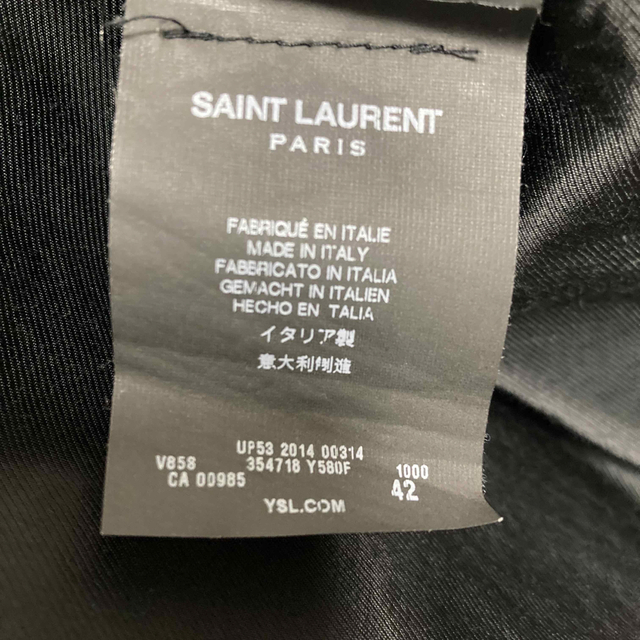 SAINT LAURENT
PARIS
FABRIQUÉ EN ITALIE
MADE IN ITALY
FABBRICATO IN ITALIA
GEMACHT IN ITALIEN
HECHO EN TALIA
イタリア製
意大利制造
UP53 2014 00314
V858 354718 Y580F 1000
CA 00985 42
YSL.COM